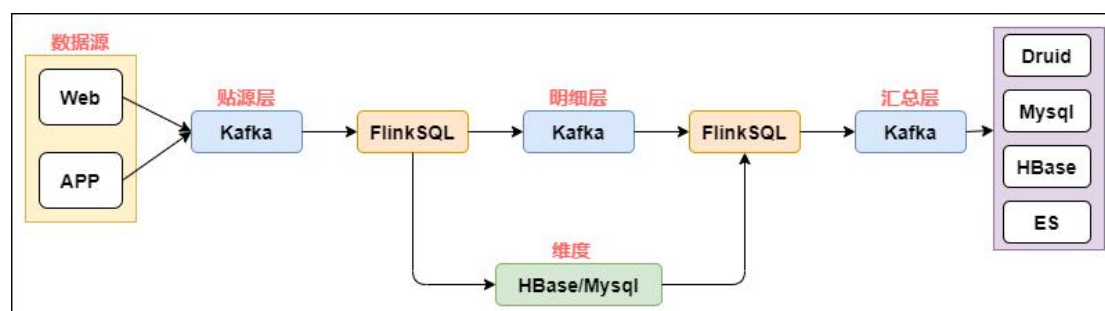 数据源
Web
APP
贴源层
Kafka
FlinkSQL
明细层
Kafka
FlinkSQL
汇总层
Kafka
维度
HBase/Mysql
Druid
Mysql
HBase
ES